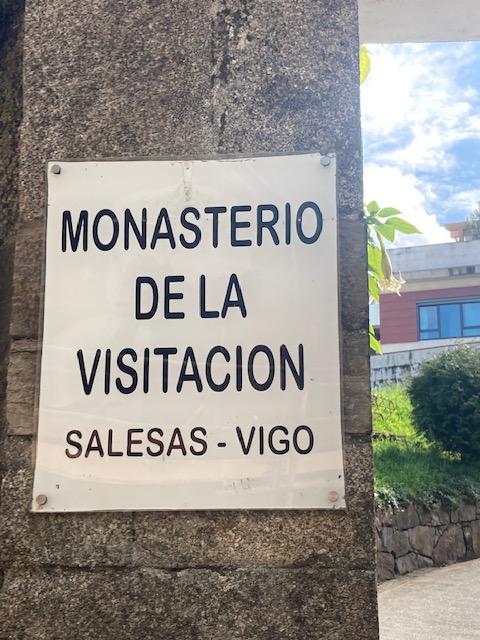 MONASTERIO
DE LA
VISITACION
SALESAS - VIGO